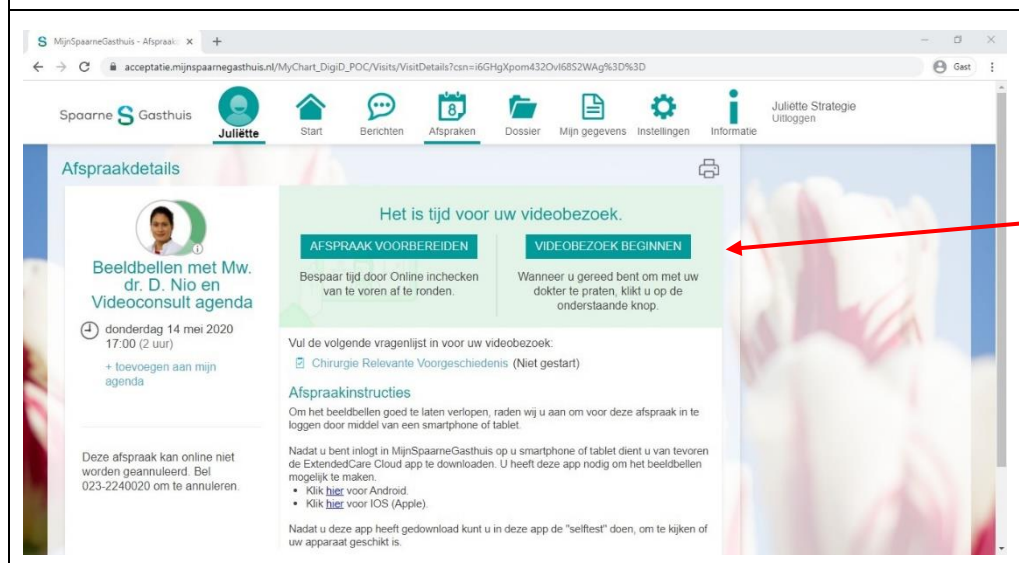 MijnSpaarneGasthuis - Afspraak
acceptatie.mijnspaarnegasthuis.nl/MyChart_DigiD_POC/Visits/VisitDetails?csn=i6GHgXpom432OvI68S2WAg%3D%3D
Gast
Spaarne Gasthuis
Juliëtte
Start
Berichten
8
Afspraken
Dossier
Mijn gegevens
Instellingen
Informatie
Juliëtte Strategie
Uitloggen
Afspraakdetails
Beeldbellen met Mw.
dr. D. Nio en
Videoconsult agenda
donderdag 14 mei 2020
17:00 (2 uur)
+ toevoegen aan mijn
agenda
Deze afspraak kan online niet
worden geannuleerd. Bel
023-2240020 om te annuleren.
Het is tijd voor uw videobezoek.
AFSPRAAK VOORBEREIDEN
Bespaar tijd door Online inchecken
van te voren af te ronden.
VIDEOBEZOEK BEGINNEN
Wanneer u gereed bent om met uw
dokter te praten, klikt u op de
onderstaande knop.
Vul de volgende vragenlijst in voor uw videobezoek:
Chirurgie Relevante Voorgeschiedenis (Niet gestart)
Afspraakinstructies
Om het beeldbellen goed te laten verlopen, raden wij u aan om voor deze afspraak in te
loggen door middel van een smartphone of tablet.
Nadat u bent inlogt in MijnSpaarneGasthuis op u smartphone of tablet dient u van tevoren
de ExtendedCare Cloud app te downloaden. U heeft deze app nodig om het beeldbellen
mogelijk te maken.
• Klik hier voor Android.
• Klik hier voor IOS (Apple).
Nadat u deze app heeft gedownload kunt u in deze app de "selftest" doen, om te kijken of
uw apparaat geschikt is.